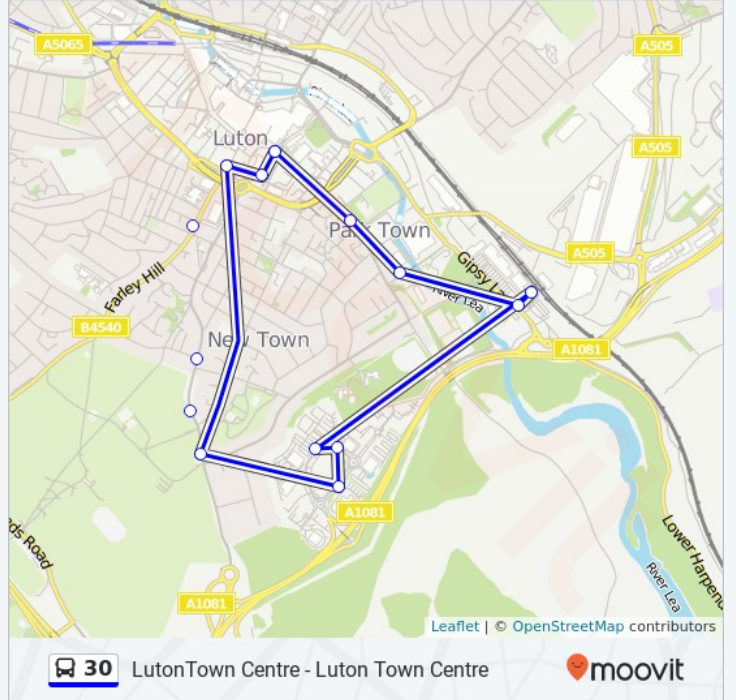 A5065
A505
Luton
A505
Park Town
Gipsy La
A505
Farley Hill
River Lea
B4540
New Town
A1081
A1081
ds Road
Lower Harpend
River Lea
A1081
Leaflet | © OpenStreetMap contributors
30 LutonTown Centre - Luton Town Centre moovit